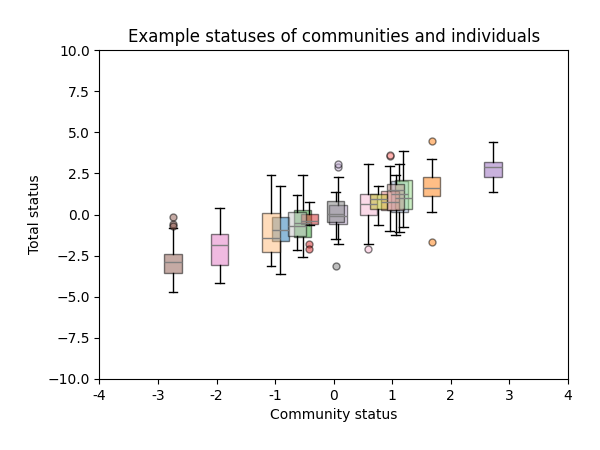 Example statuses of communities and individuals
10.0
7.5
5.0
2.5
0.0
−2.5
−5.0
−7.5
−10.0
Total status
-4 -3 -2 -1 0 1 2 3 4
Community status